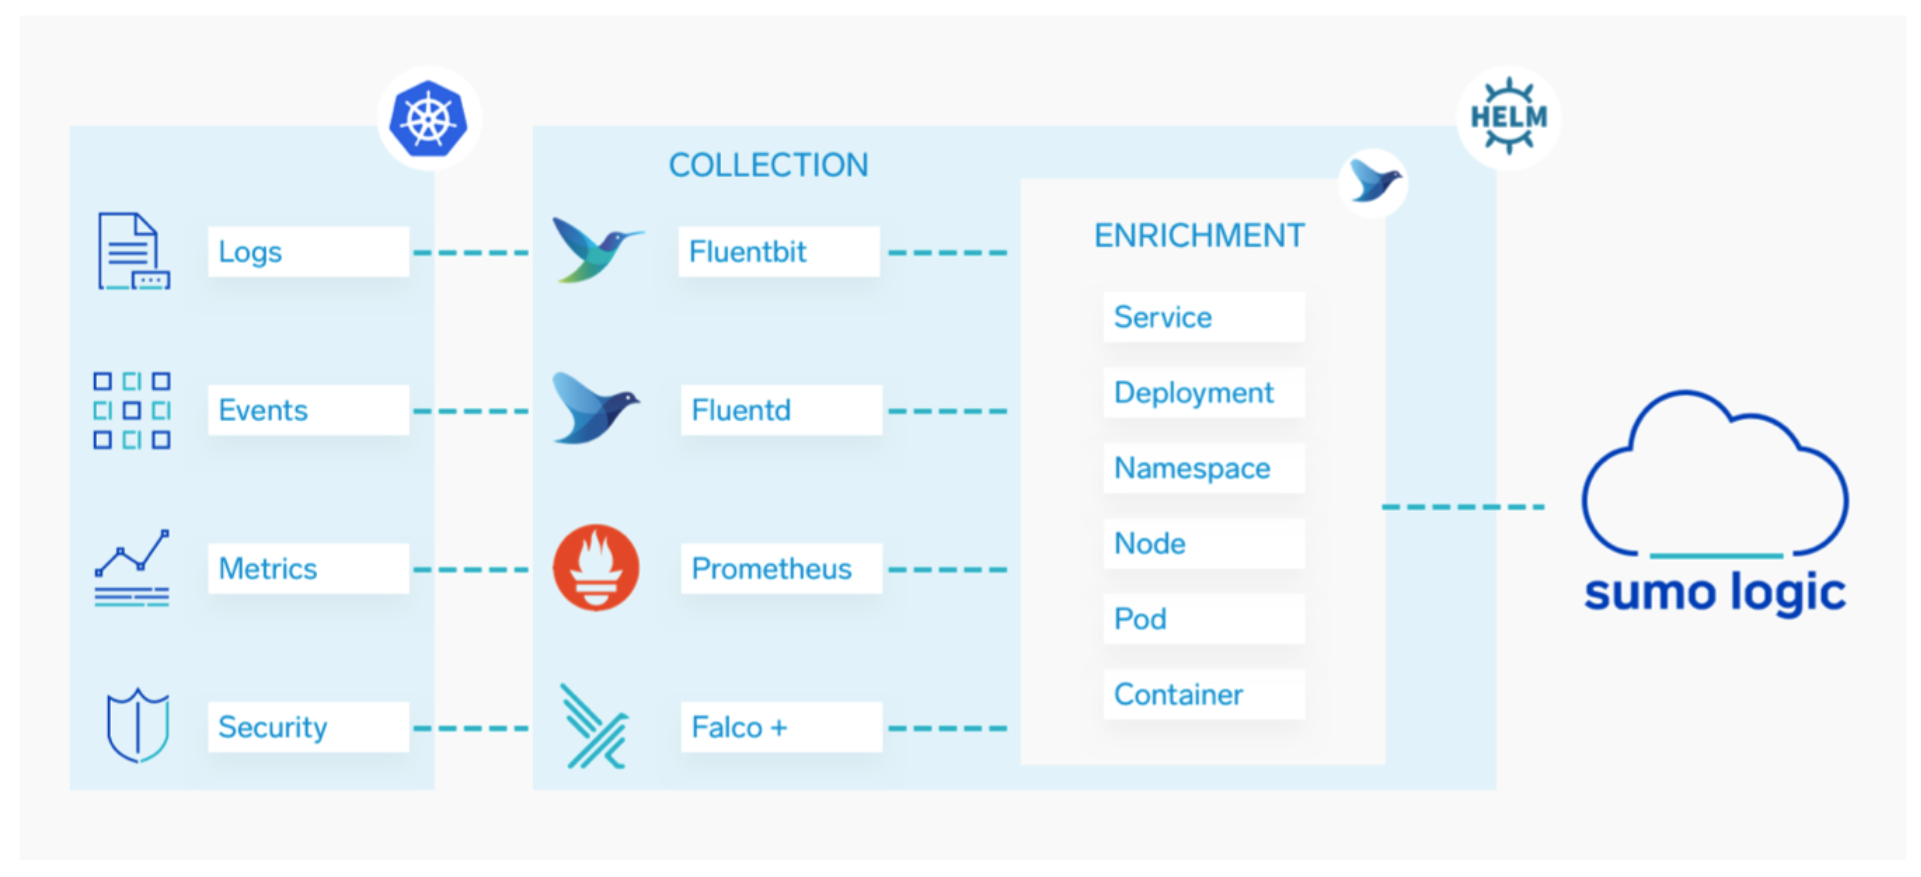 HELM
COLLECTION
Logs
Fluentbit
Events
Fluentd
Metrics
Prometheus
Security
Falco +
ENRICHMENT
Service
Deployment
Namespace
Node
Pod
Container
sumo logic